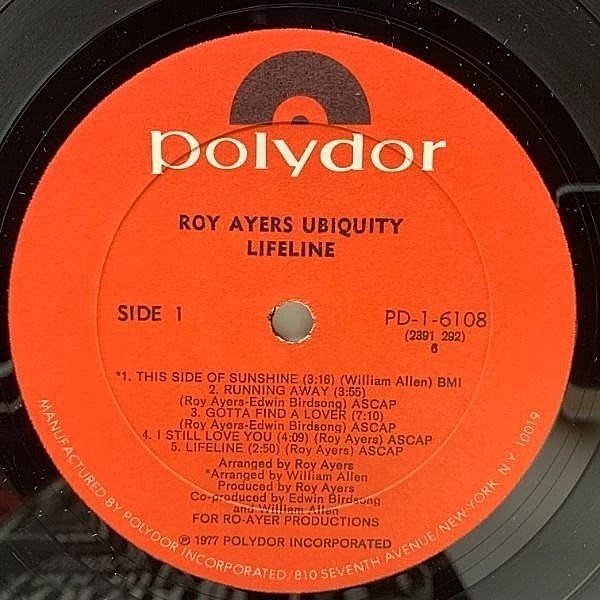 polydor
ROY AYERS UBIQUITY
LIFELINE
SIDE 1
PD-1-6108
(2391 292)
6
*1. THIS SIDE OF SUNSHINE (3:16) (William Allen) BMI
2. RUNNING AWAY (3:55)
(Roy Ayers-Edwin Birdsong) ASCAP
3. GOTTA FIND A LOVER (7:10)
(Roy Ayers-Edwin Birdsong) ASCAP
4. I STILL LOVE YOU (4:09) (Roy Ayers) ASCAP
5. LIFELINE (2:50) (Roy Ayers) ASCAP
Arranged by Roy Ayers
*Arranged by William Allen
Produced by Roy Ayers
Co-produced by Edwin Birdsong
and William Allen
FOR RO-AYER PRODUCTIONS
℗ 1977 POLYDOR INCORPORATED
MANUFACTURED BY POLYDOR INCORPORATED/810 SEVENTH AVENUE/NEW YORK, N.Y. 10019